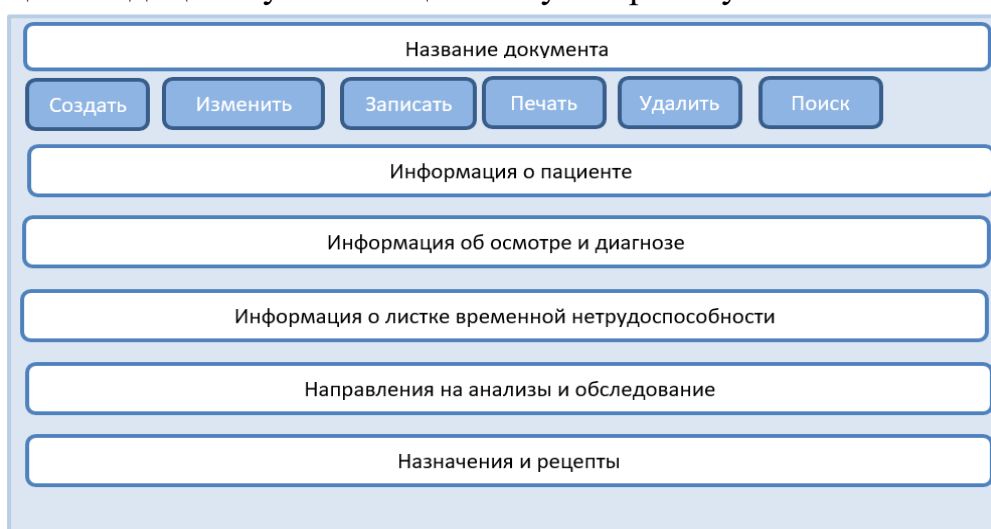 Название документа
Создать Изменить Записать Печать Удалить Поиск
Информация о пациенте
Информация об осмотре и диагнозе
Информация о листке временной нетрудоспособности
Направления на анализы и обследование
Назначения и рецепты